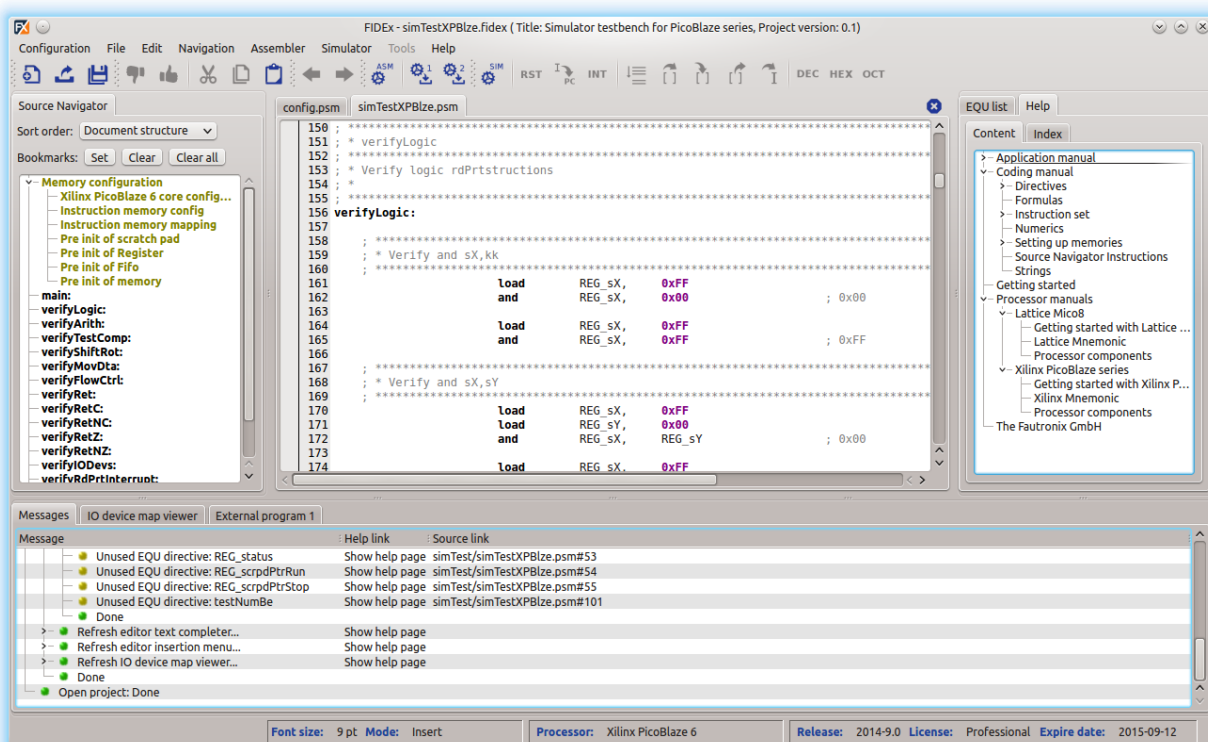 FX FIDEx - simTestXPBlze.fidex ( Title: Simulator testbench for PicoBlaze series, Project version: 0.1)
Configuration File Edit Navigation Assembler Simulator Tools Help
ASM 1 2 SIM RST I PC INT DEC HEX OCT
Source Navigator
Sort order: Document structure
Bookmarks: Set Clear Clear all
Memory configuration
Xilinx PicoBlaze 6 core config...
Instruction memory config
Instruction memory mapping
Pre init of scratch pad
Pre init of Register
Pre init of Fifo
Pre init of memory
main:
verifyLogic:
verifyArith:
verifyTestComp:
verifyShiftRot:
verifyMovDta:
verifyFlowCtrl:
verifyRet:
verifyRetC:
verifyRetNC:
verifyRetZ:
verifyRetNZ:
verifyIODevs:
verifyRdPrtInterrupt:
config.psm simTestXPBlze.psm
150 ; **********************************************************************
151 ; * verifyLogic
152 ; **********************************************************************
153 ; * Verify logic rdPrtstructions
154 ; *
155 ; **********************************************************************
156 verifyLogic:
157
158 ; ******************************************************************
159 ; * Verify and sX,kk
160 ; ******************************************************************
161 load REG_sX, 0xFF
162 and REG_sX, 0x00 ; 0x00
163
164 load REG_sX, 0xFF
165 and REG_sX, 0xFF ; 0xFF
166
167 ; ******************************************************************
168 ; * Verify and sX,sY
169 ; ******************************************************************
170 load REG_sX, 0xFF
171 load REG_sY, 0x00
172 and REG_sX, REG_sY ; 0x00
173
174 load REG_sX, 0xFF
EQU list Help
Content Index
Application manual
Coding manual
Directives
Formulas
Instruction set
Numerics
Setting up memories
Source Navigator Instructions
Strings
Getting started
Processor manuals
Lattice Mico8
Getting started with Lattice ...
Lattice Mnemonic
Processor components
Xilinx PicoBlaze series
Getting started with Xilinx P...
Xilinx Mnemonic
Processor components
The Fautronix GmbH
Messages IO device map viewer External program 1
Message Help link Source link
Unused EQU directive: REG_status Show help page simTest/simTestXPBlze.psm#53
Unused EQU directive: REG_scrpdPtrRun Show help page simTest/simTestXPBlze.psm#54
Unused EQU directive: REG_scrpdPtrStop Show help page simTest/simTestXPBlze.psm#55
Unused EQU directive: testNumBe Show help page simTest/simTestXPBlze.psm#101
Done
Refresh editor text completer... Show help page
Refresh editor insertion menu... Show help page
Refresh IO device map viewer... Show help page
Done
Open project: Done
Font size: 9 pt Mode: Insert Processor: Xilinx PicoBlaze 6 Release: 2014-9.0 License: Professional Expire date: 2015-09-12